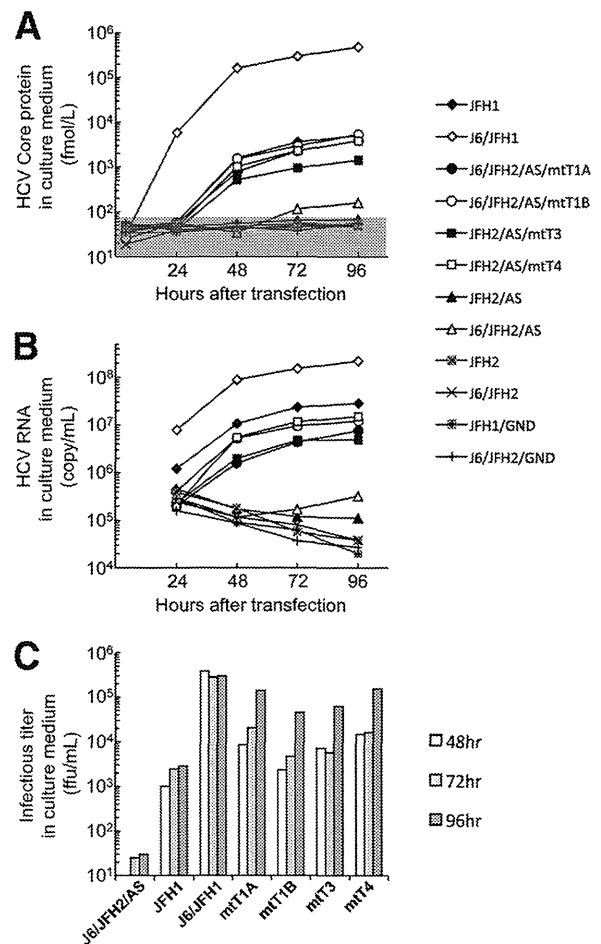 A
HCV Core protein
in culture medium
(fmol/L)
10⁶
10⁵
10⁴
10³
10²
10¹
24 48 72 96
Hours after transfection
JFH1
J6/JFH1
J6/JFH2/AS/mtT1A
J6/JFH2/AS/mtT1B
JFH2/AS/mtT3
JFH2/AS/mtT4
JFH2/AS
J6/JFH2/AS
JFH2
J6/JFH2
JFH1/GND
J6/JFH2/GND
B
HCV RNA
in culture medium
(copy/mL)
10⁸
10⁷
10⁶
10⁵
10⁴
24 48 72 96
Hours after transfection
C
Infectious titer
in culture medium
(ffu/mL)
10⁶
10⁵
10⁴
10³
10²
10¹
J6/JFH2/AS
JFH1
J6/JFH1
mtT1A
mtT1B
mtT3
mtT4
48hr
72hr
96hr